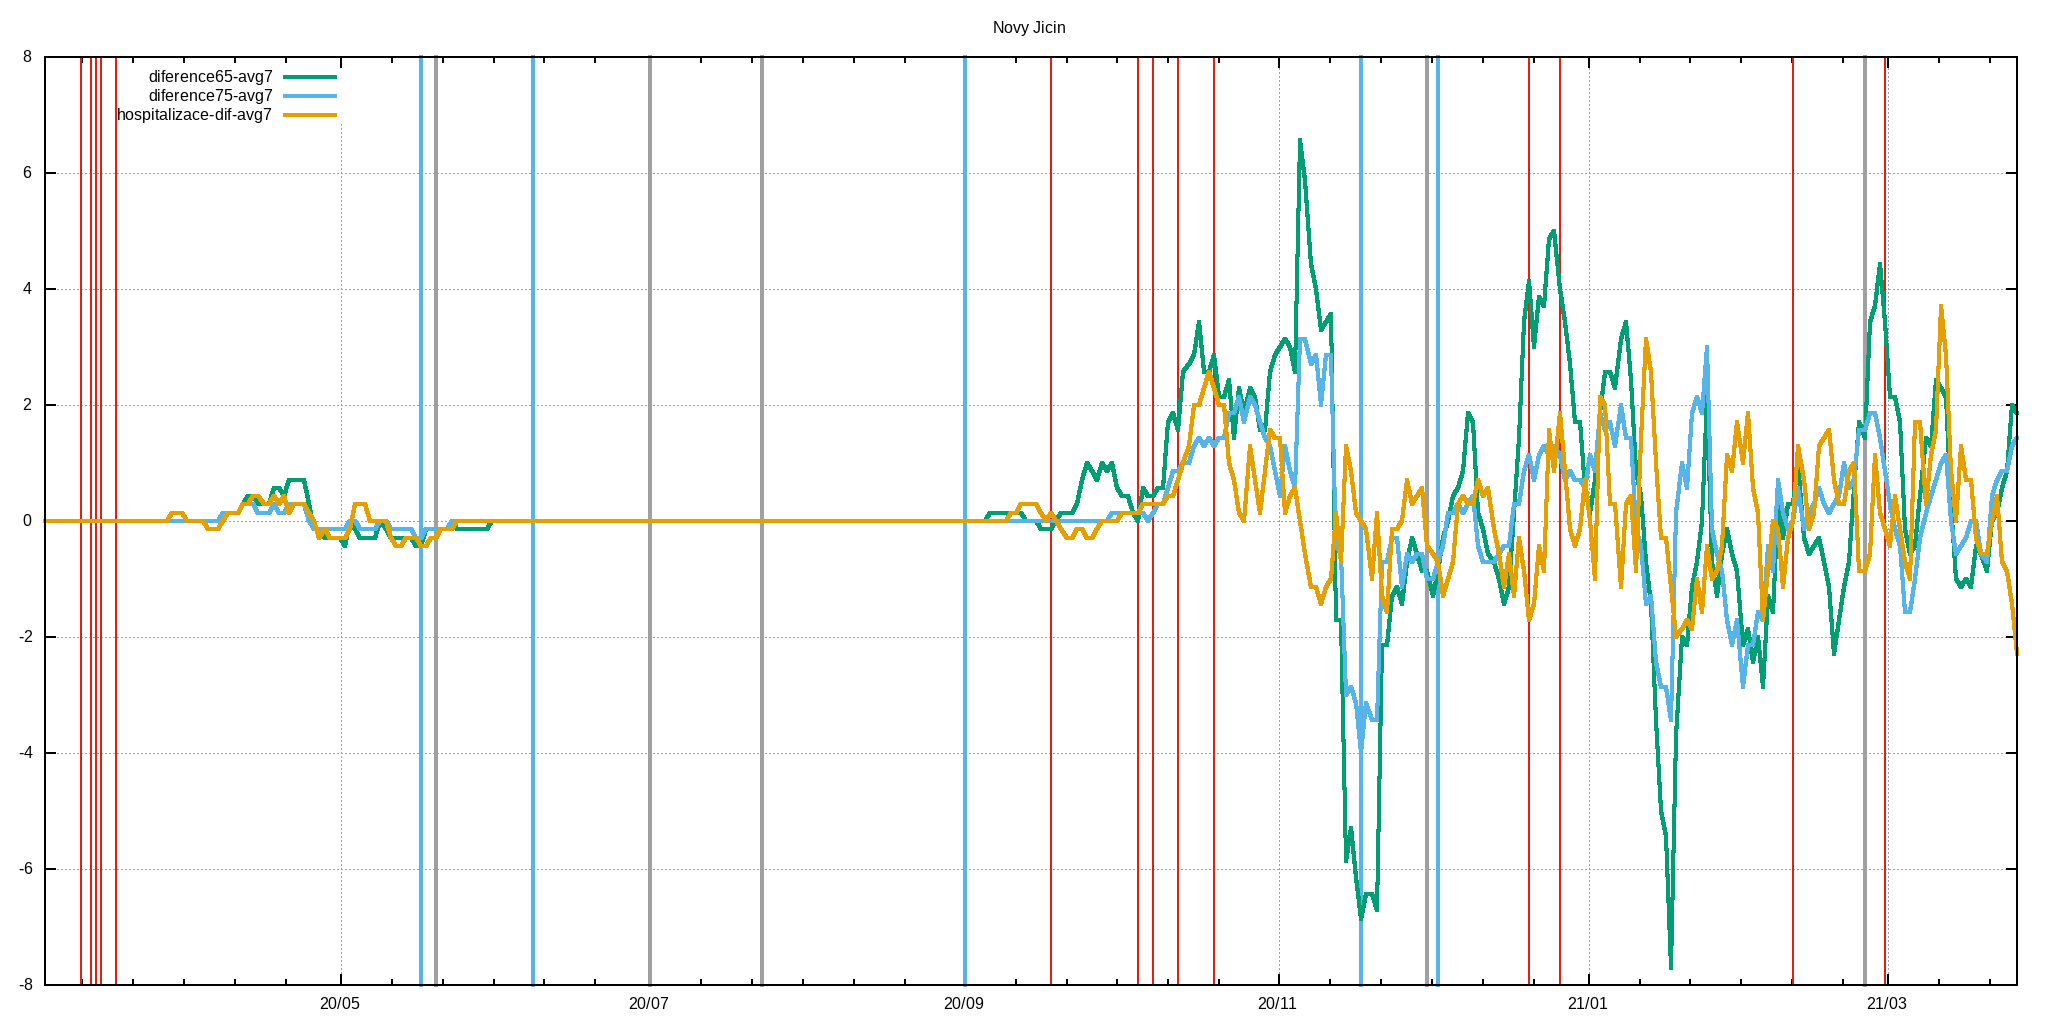 Novy Jicin
8
diference65-avg7
diference75-avg7
hospitalizace-dif-avg7
6
4
2
0
-2
-4
-6
-8
20/05 20/07 20/09 20/11 21/01 21/03